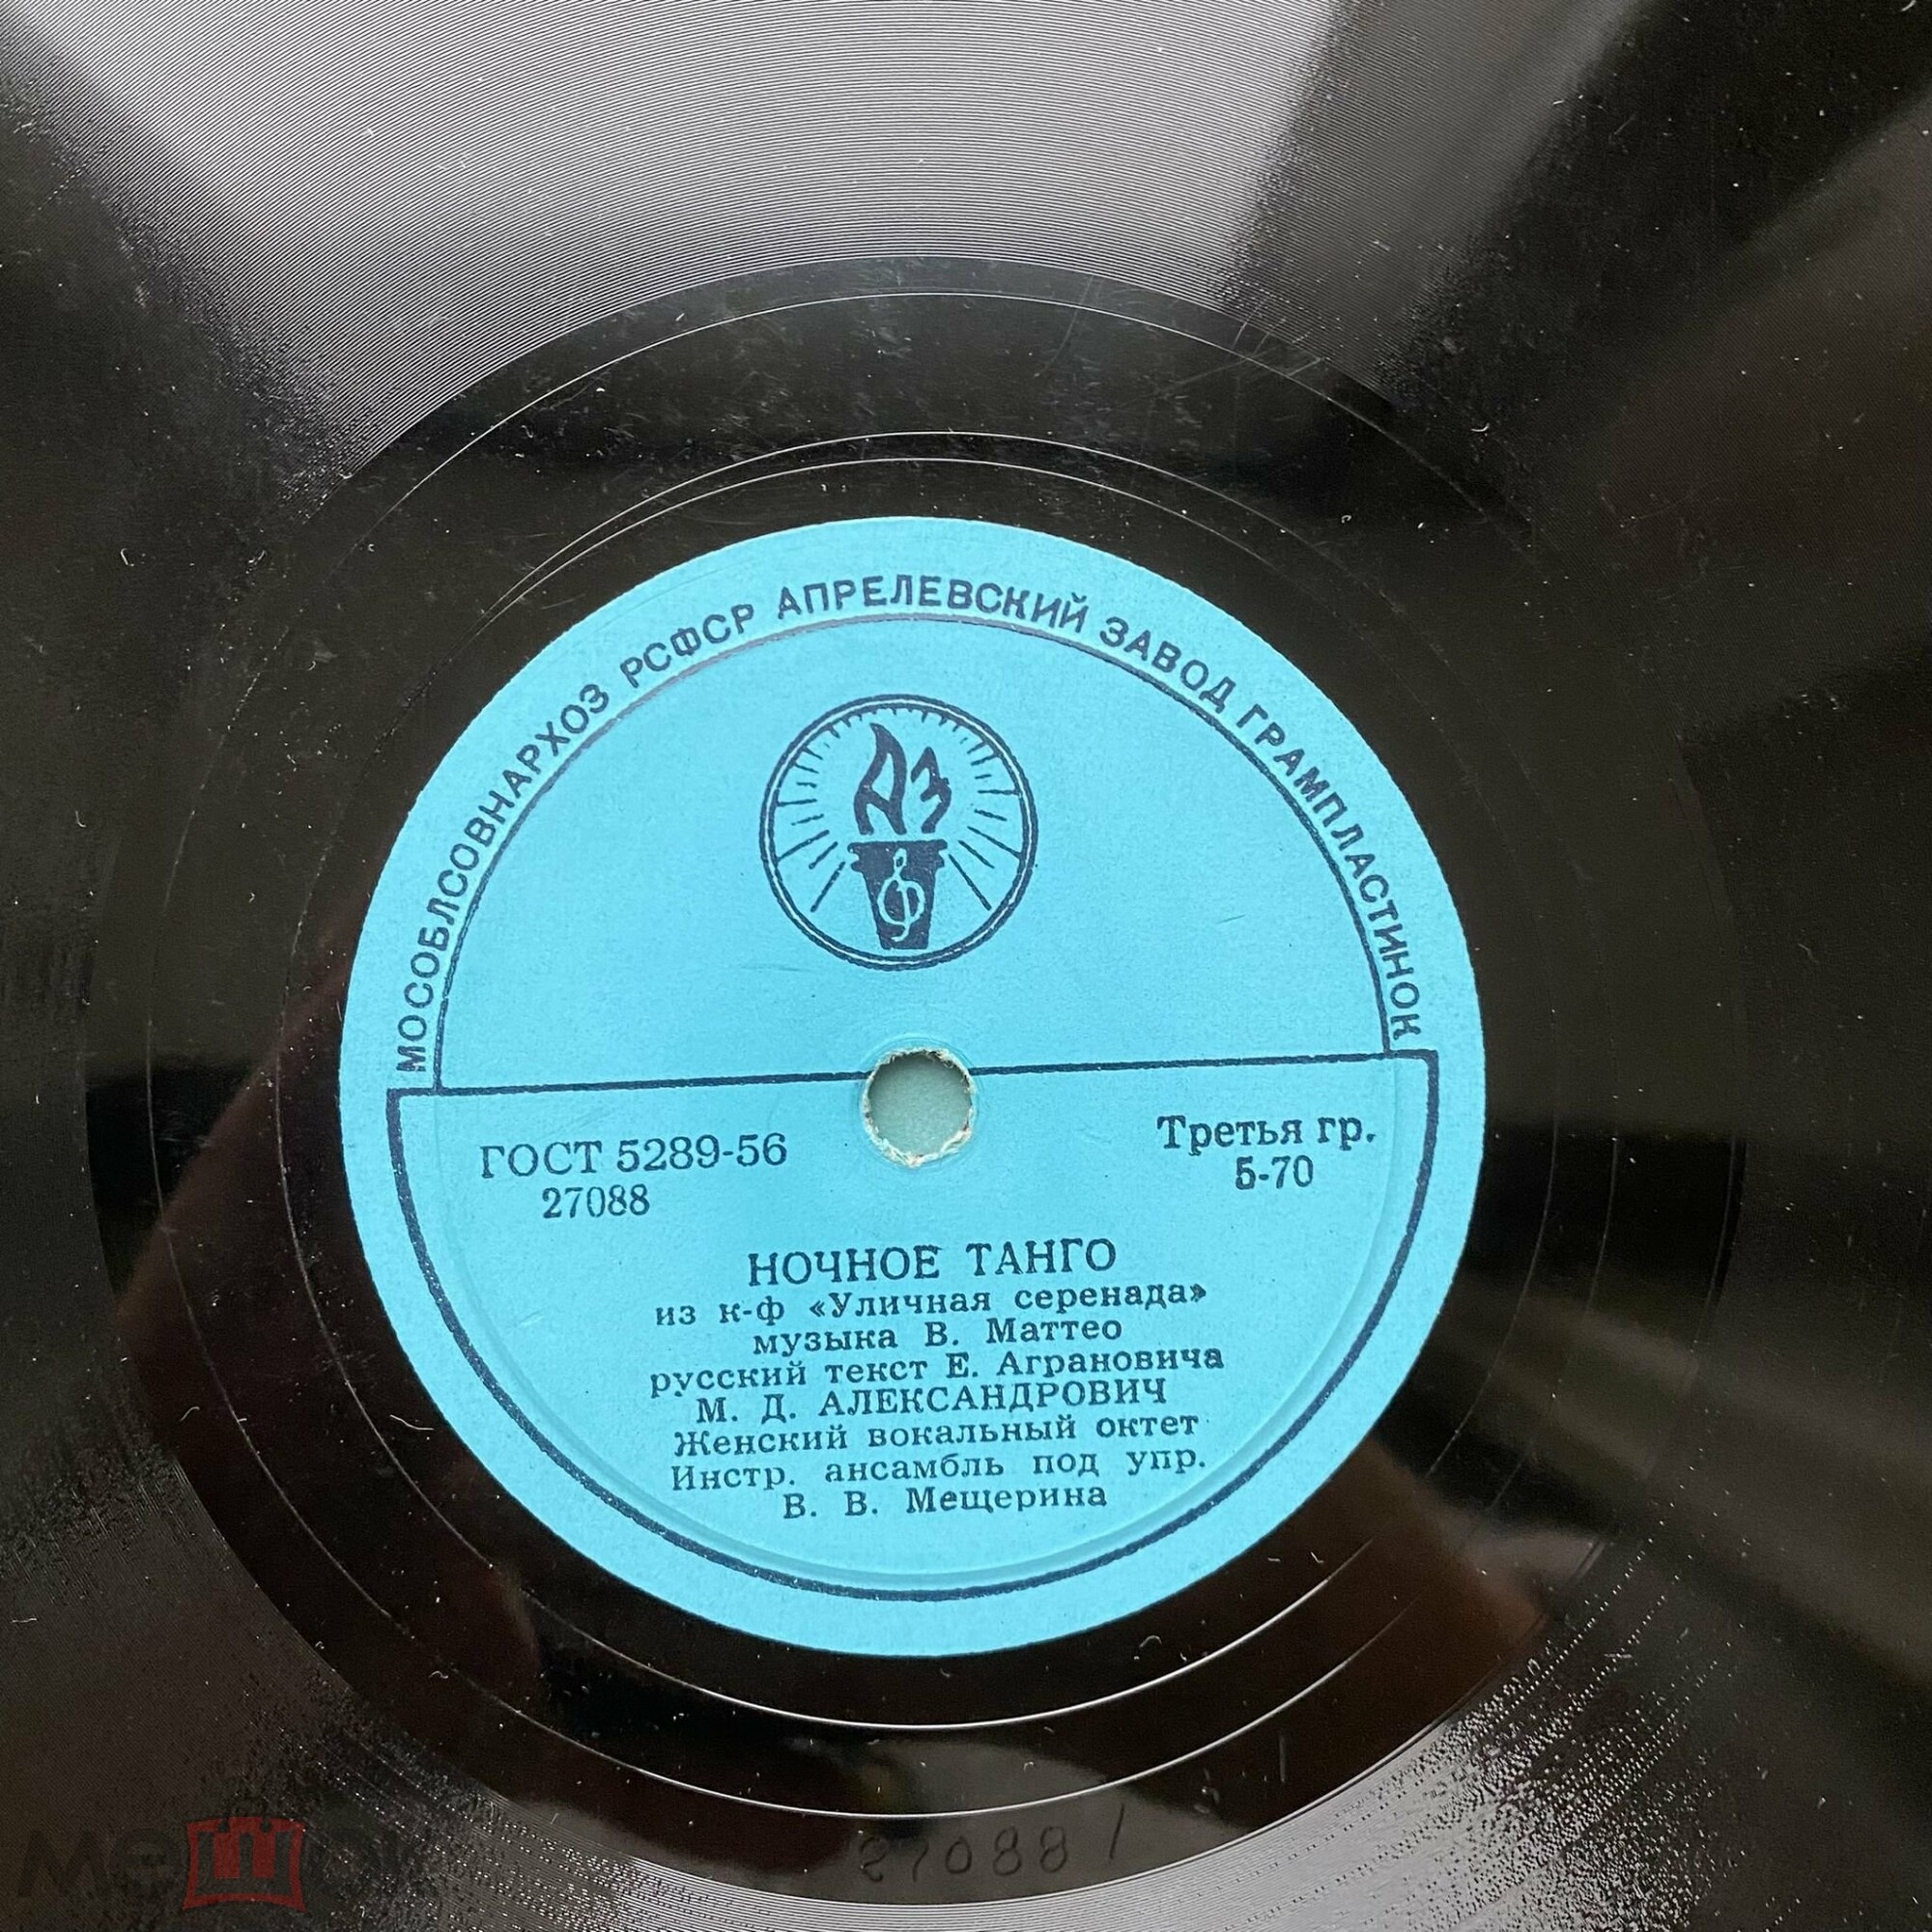 МОСОБЛСОВНАРХОЗ РСФСР АПРЕЛЕВСКИЙ ЗАВОД ГРАМПЛАСТИНОК
АЗ
ГОСТ 5289-56
27088
Третья гр.
5-70
НОЧНОЕ ТАНГО
из к-ф «Уличная серенада»
музыка В. Маттео
русский текст Е. Аграновича
М. Д. АЛЕКСАНДРОВИЧ
Женский вокальный октет
Инстр. ансамбль под упр.
В. В. Мещерина
27088 /
мешок